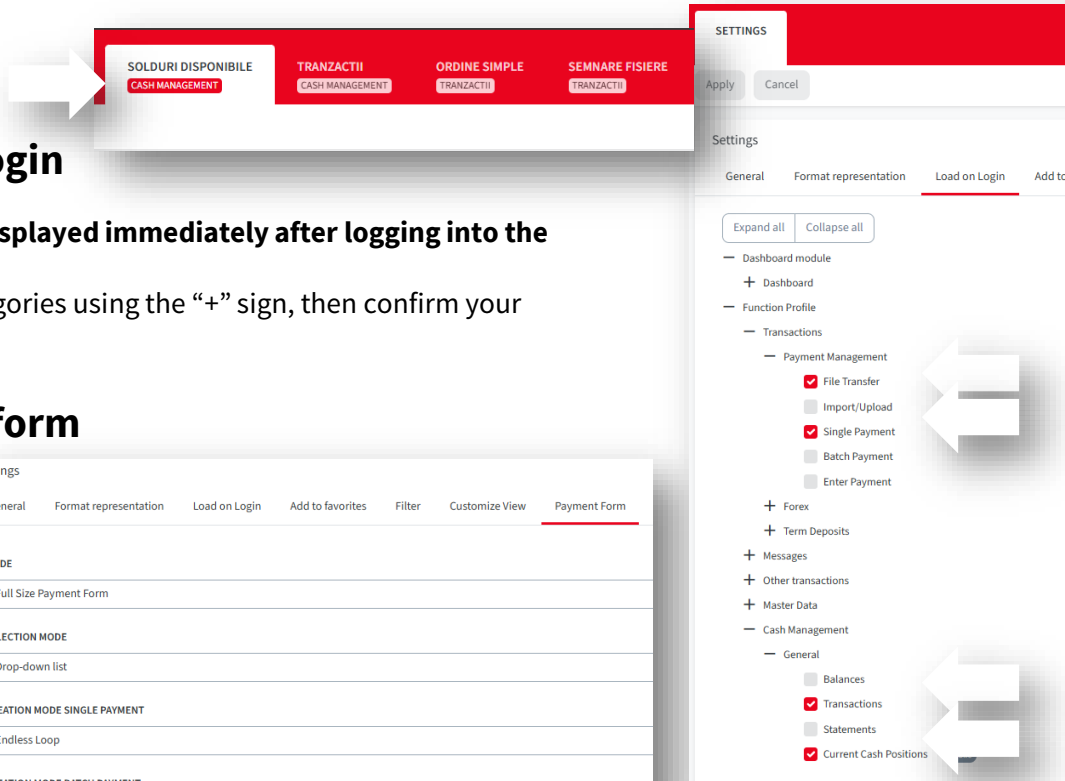 SOLDURI DISPONIBILE
CASH MANAGEMENT
TRANZACTII
CASH MANAGEMENT
ORDINE SIMPLE
TRANZACTII
SEMNARE FISIERE
TRANZACTII
ogin
splayed immediately after logging into the
gories using the “+” sign, then confirm your
form
ngs
neral Format representation Load on Login Add to favorites Filter Customize View Payment Form
DE
Full Size Payment Form
LECTION MODE
Drop-down list
EATION MODE SINGLE PAYMENT
Endless Loop
SETTINGS
Apply Cancel
Settings
General Format representation Load on Login Add to
Expand all Collapse all
Dashboard module
Dashboard
Function Profile
Transactions
Payment Management
File Transfer
Import/Upload
Single Payment
Batch Payment
Enter Payment
Forex
Term Deposits
Messages
Other transactions
Master Data
Cash Management
General
Balances
Transactions
Statements
Current Cash Positions